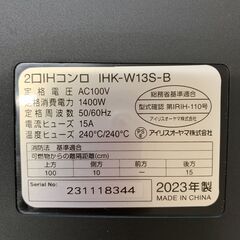 2口IHコンロ IHK-W13S-B
定格電圧 AC100V
定格消費電力 1400W
定格周波数 50/60Hz
電流ヒューズ 15A
温度ヒューズ 240℃/240℃
総務省基準適合
型式確認 第IRIH-110号
アイリスオーヤマ株式会社
消防法 基準適合
可燃物からの離隔距離(cm)
上方 側方 前方 後方
100 10 － 15
Serial No.
231118344
2023年製
MADE IN CHINA